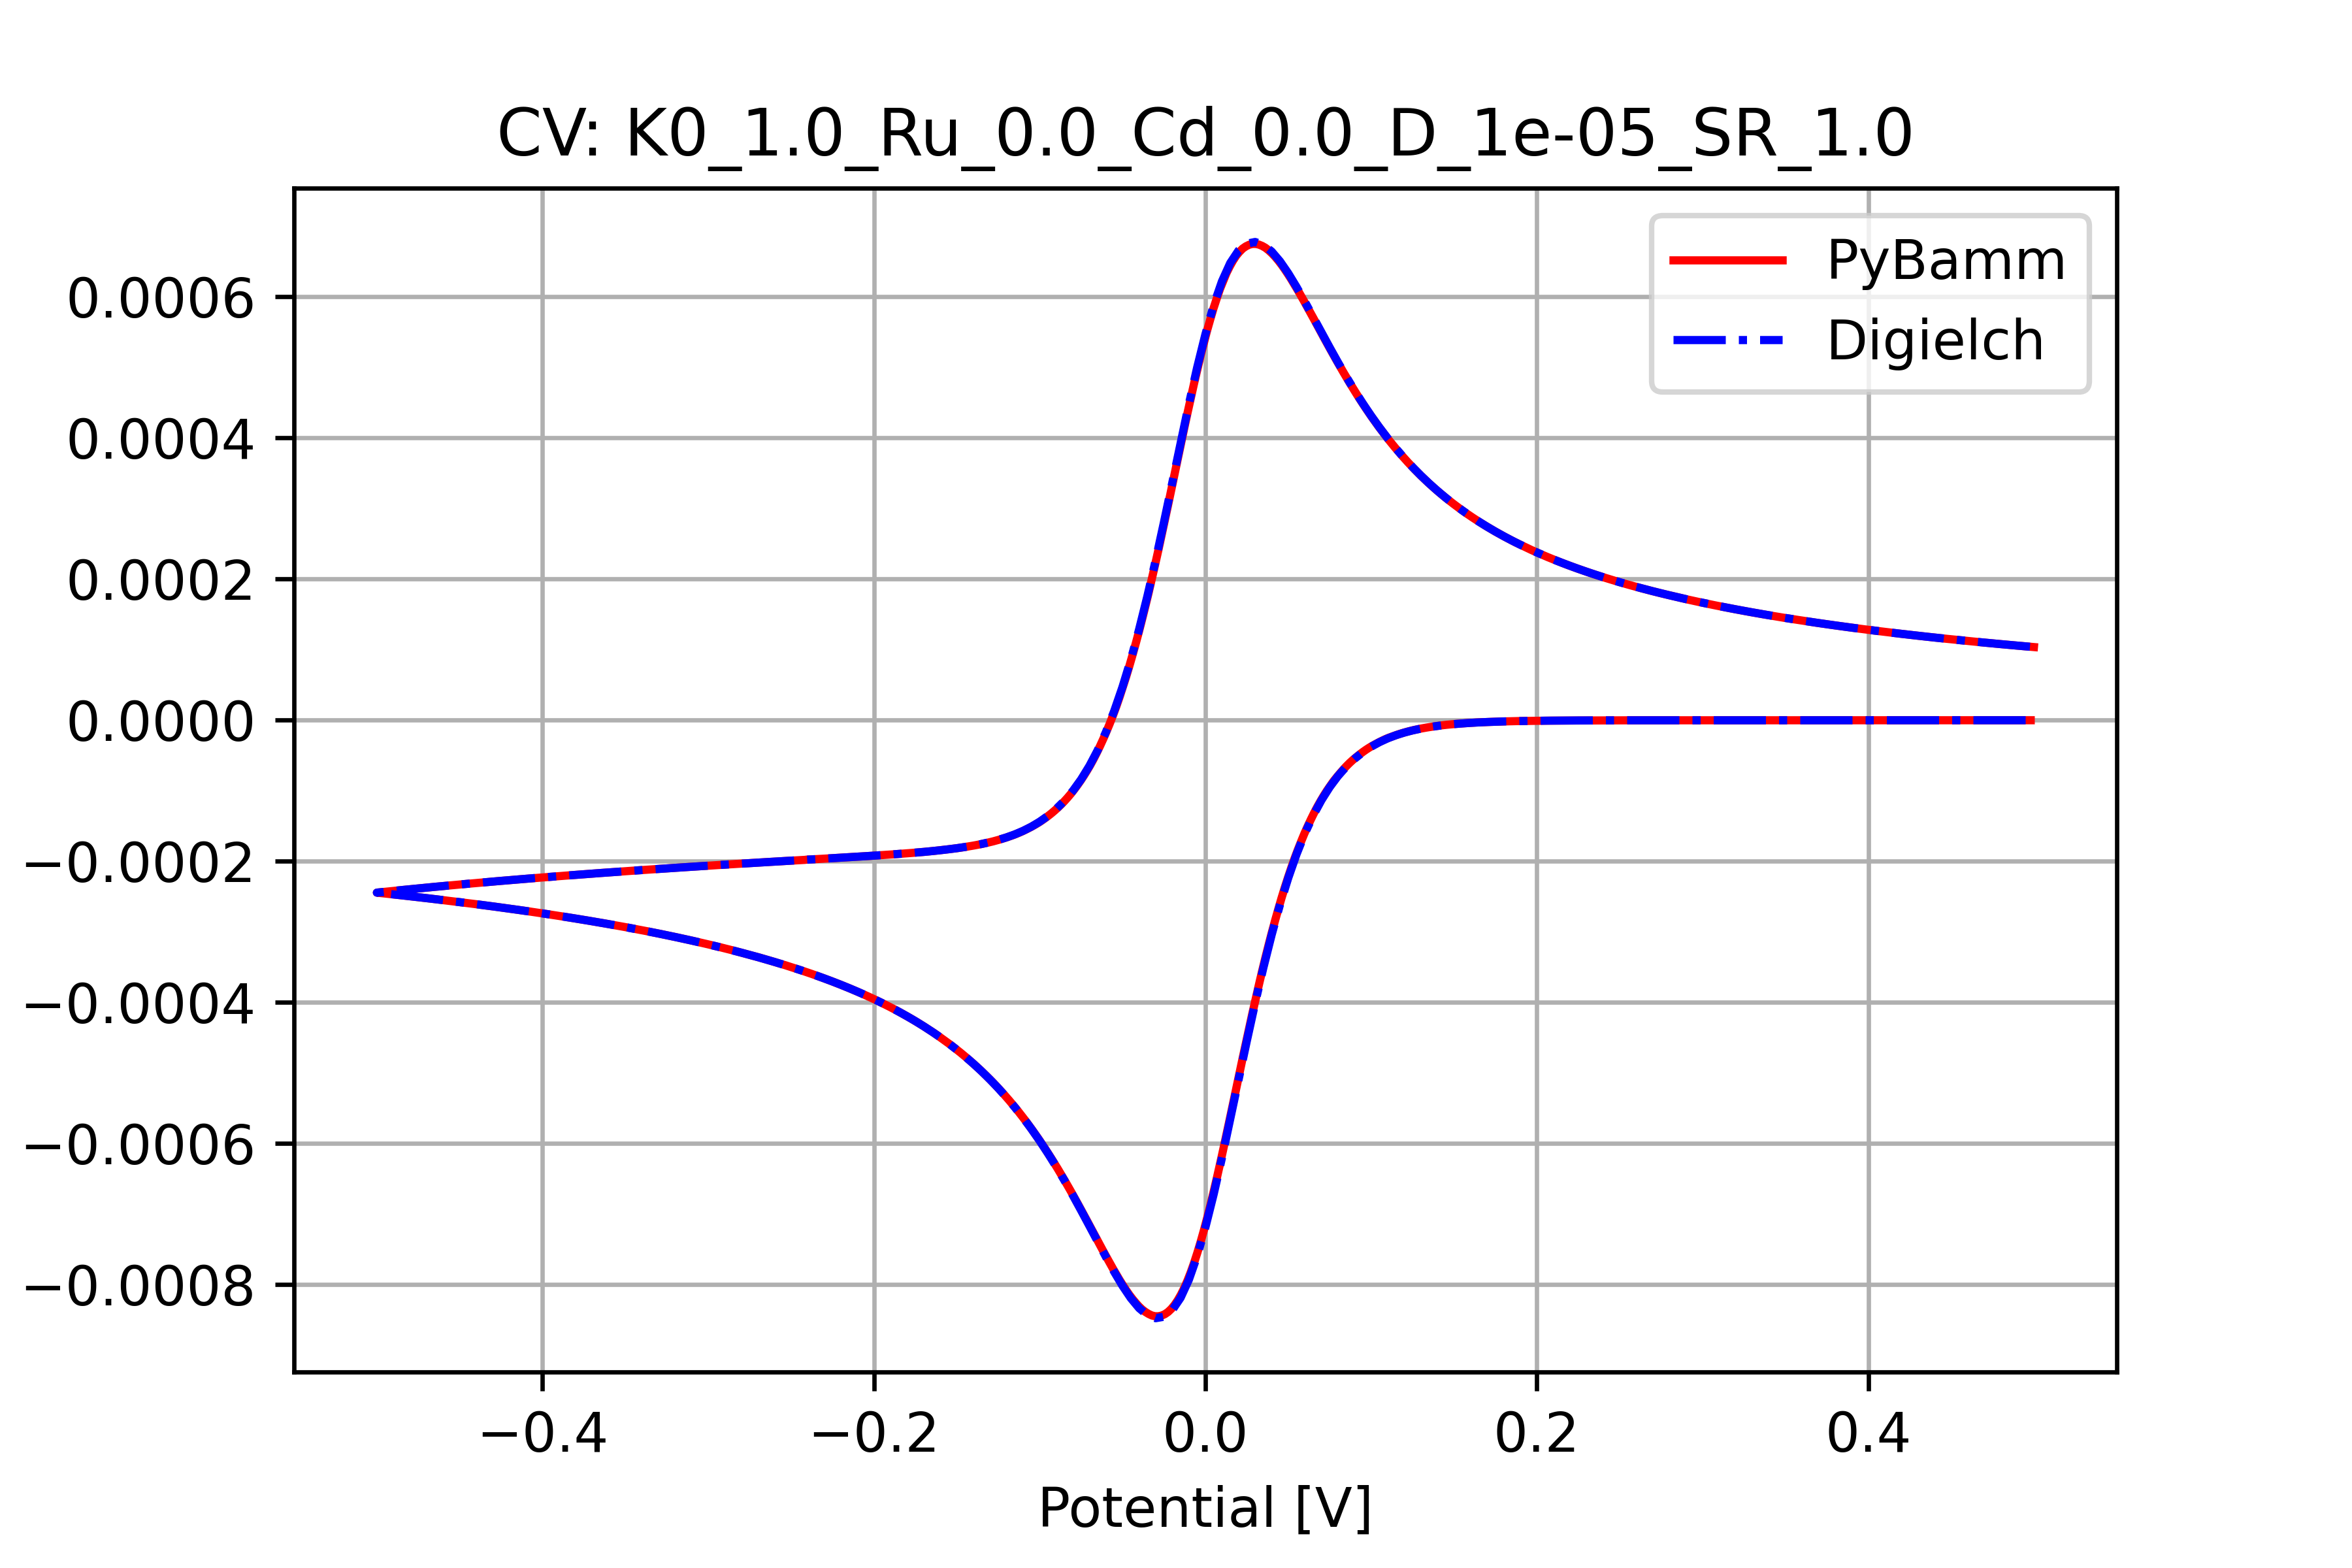 CV: K0_1.0_Ru_0.0_Cd_0.0_D_1e-05_SR_1.0
PyBamm
Digielch
0.0006
0.0004
0.0002
0.0000
−0.0002
−0.0004
−0.0006
−0.0008
−0.4 −0.2 0.0 0.2 0.4
Potential [V]